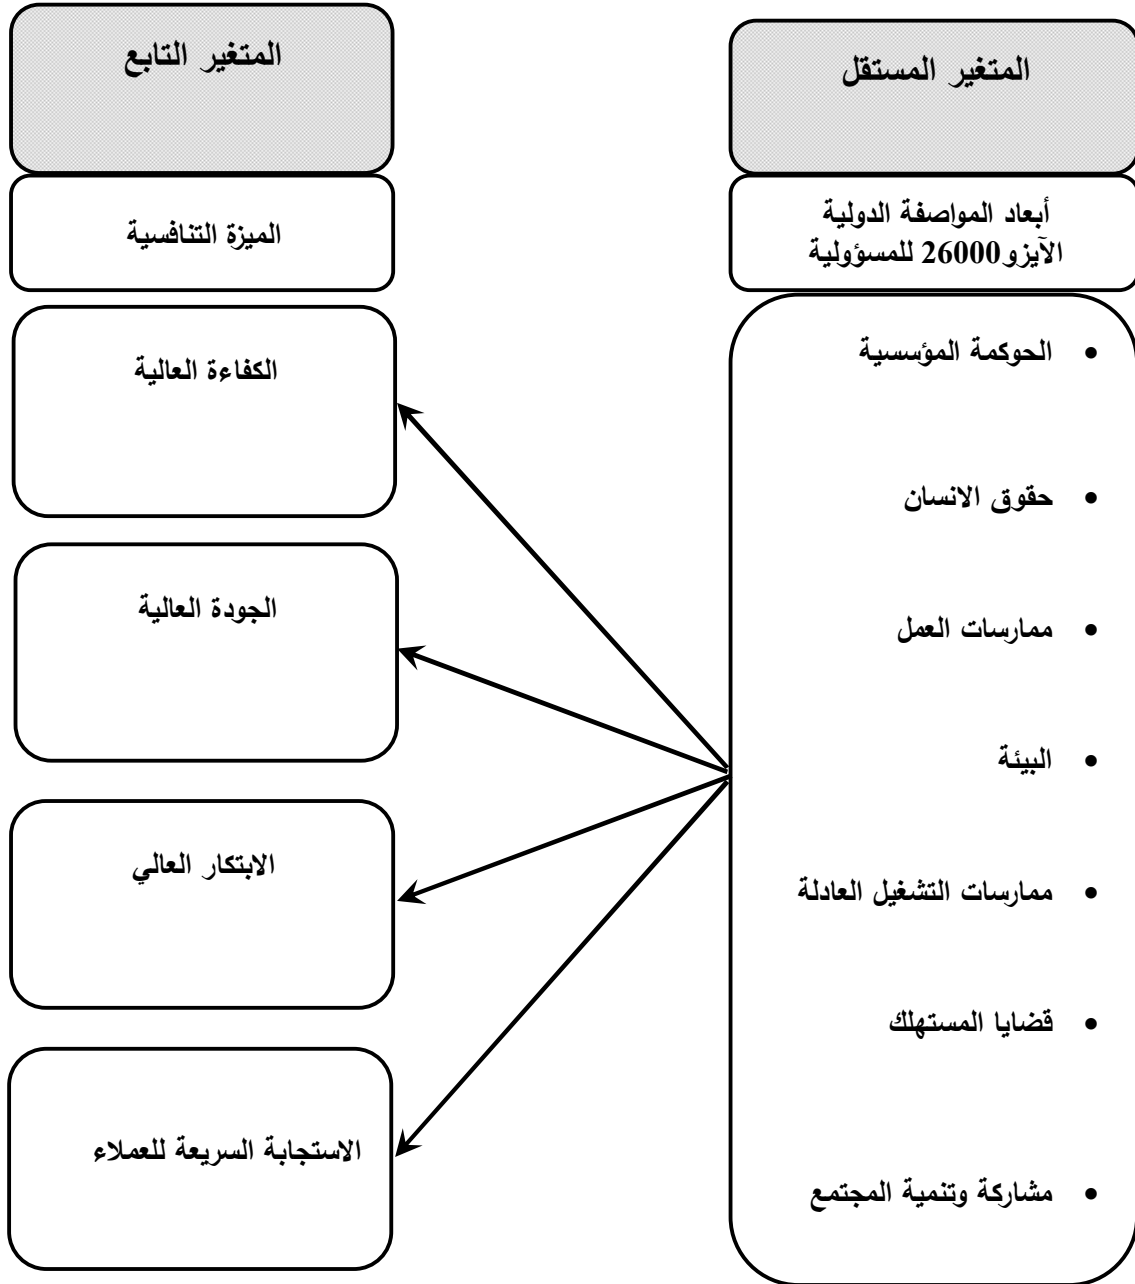 المتغير المستقل
أبعاد المواصفة الدولية
الآيزو26000 للمسؤولية
• الحوكمة المؤسسية
• حقوق الانسان
• ممارسات العمل
• البيئة
• ممارسات التشغيل العادلة
• قضايا المستهلك
• مشاركة وتنمية المجتمع
المتغير التابع
الميزة التنافسية
الكفاءة العالية
الجودة العالية
الابتكار العالي
الاستجابة السريعة للعملاء